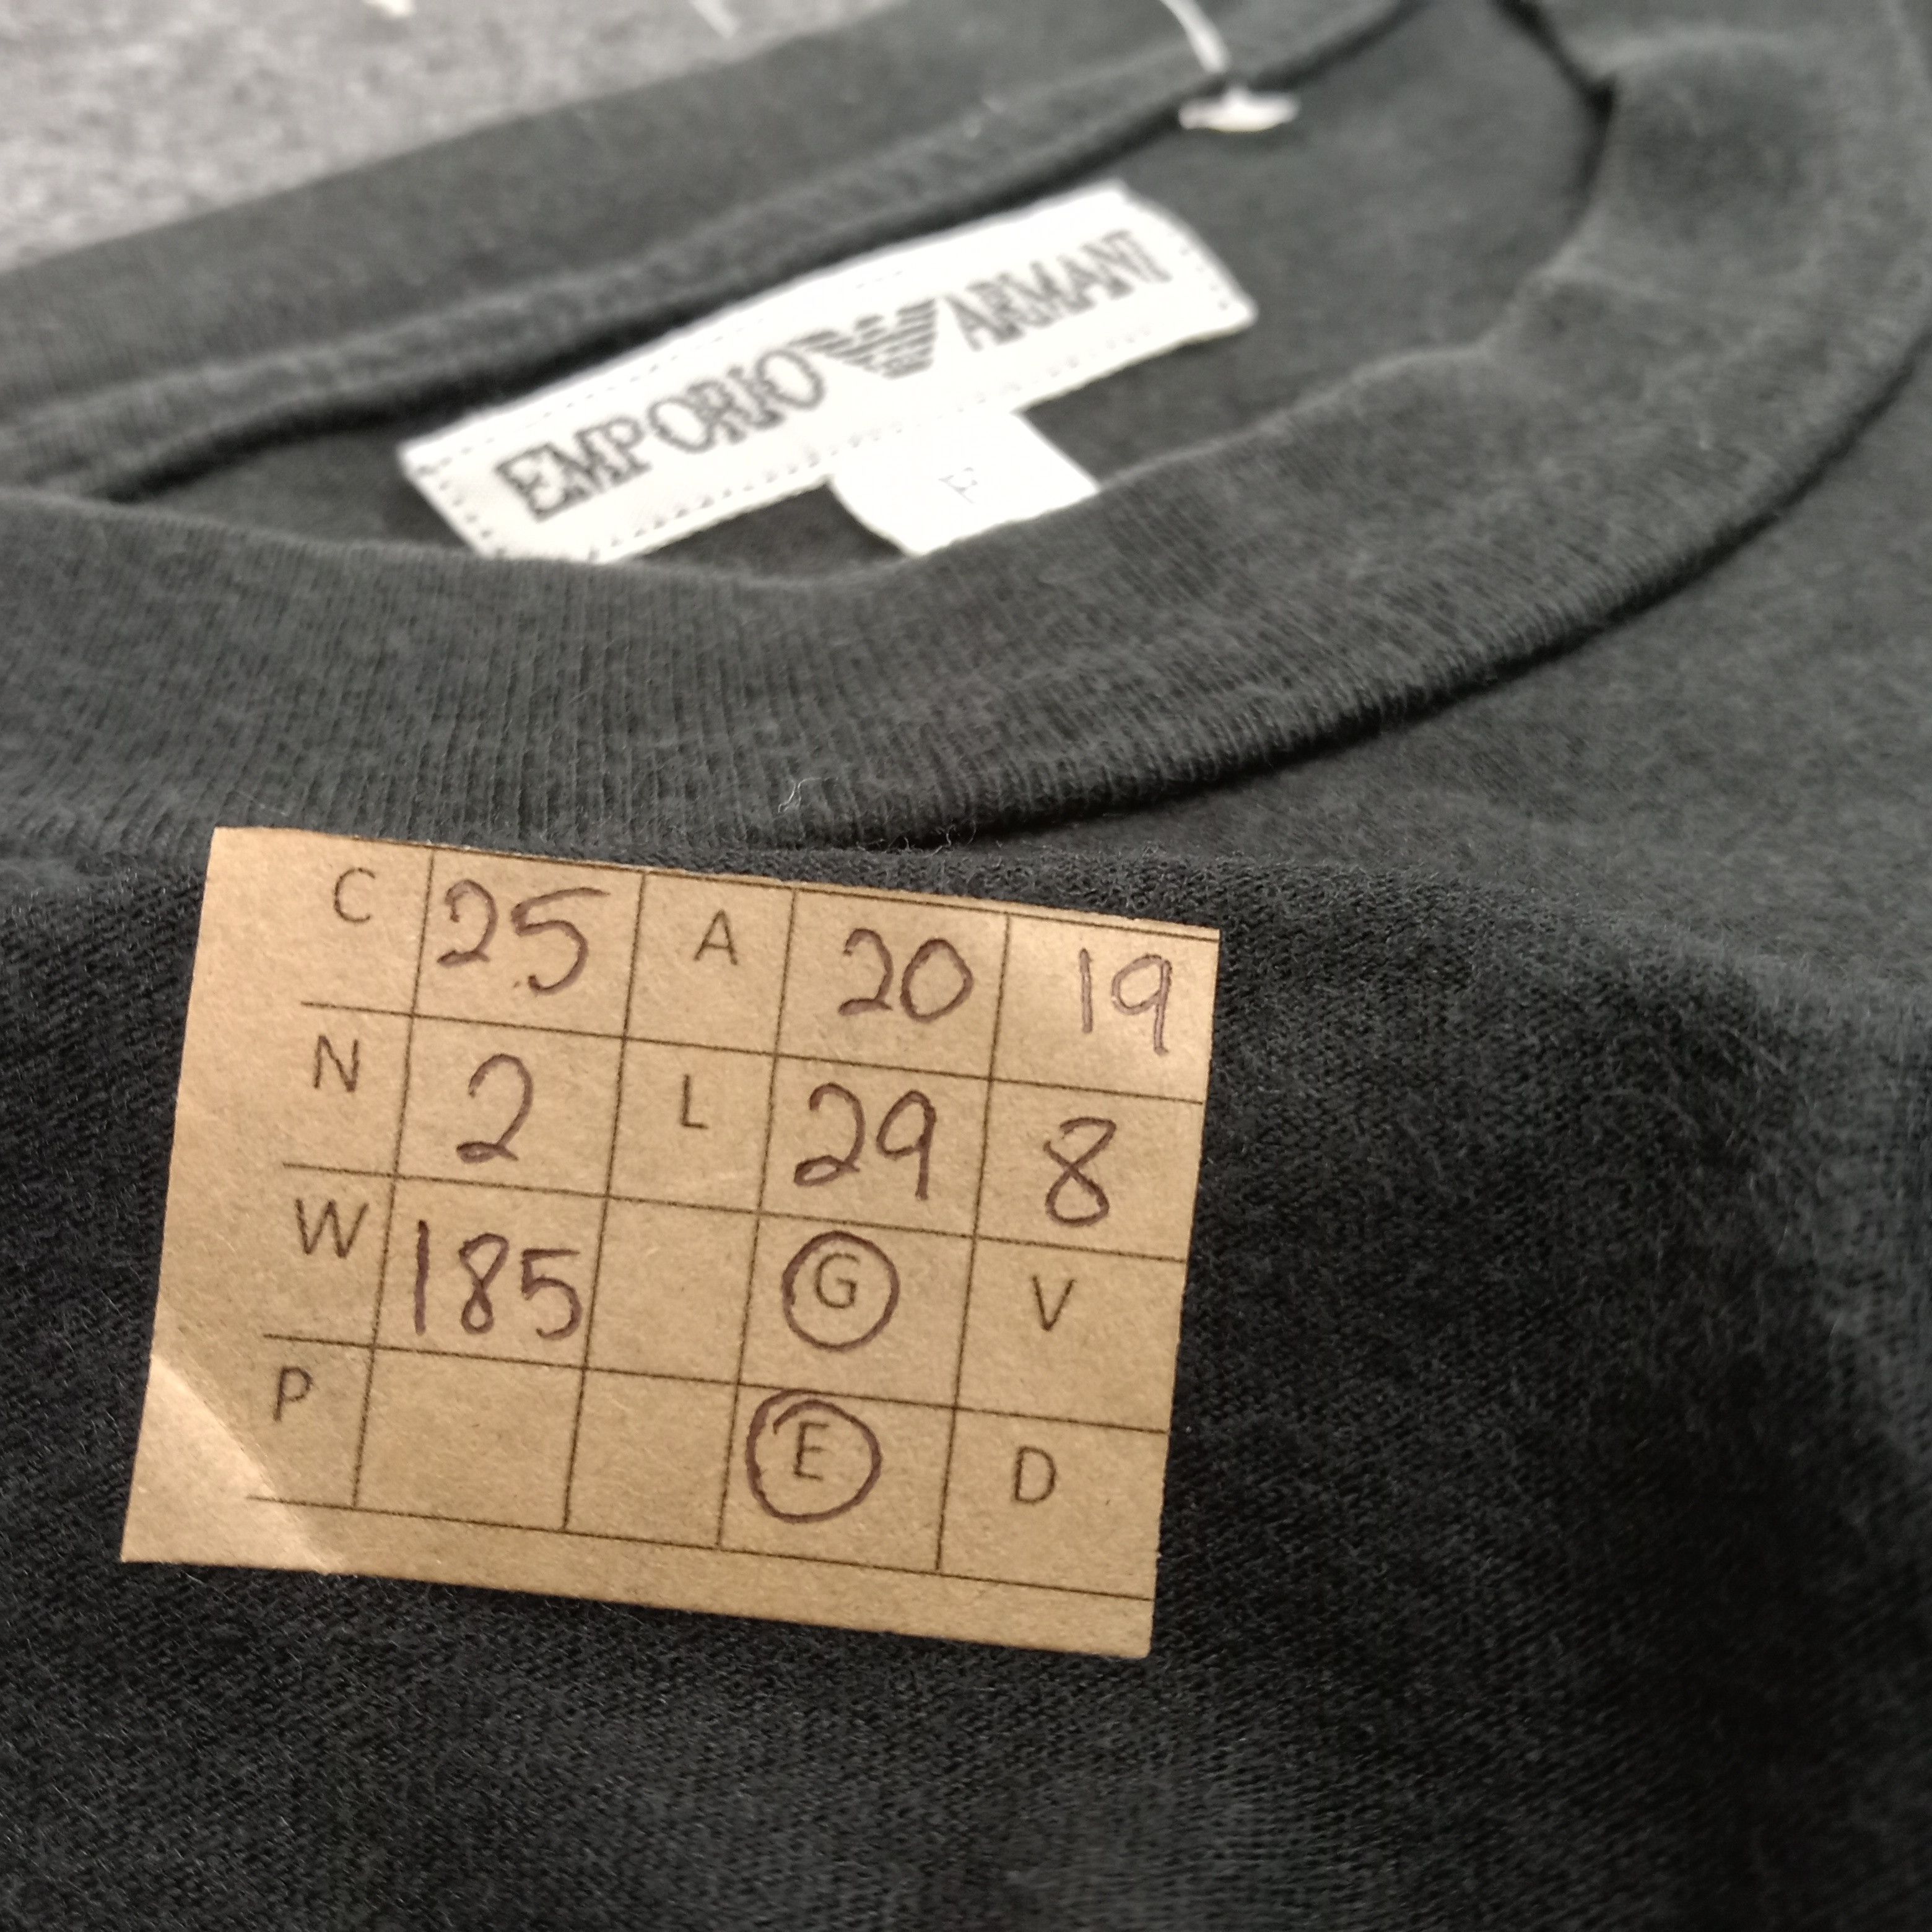 EMPORIO ARMANI
C 25 A 20 19
N 2 L 29 8
W 185 G V
P E D